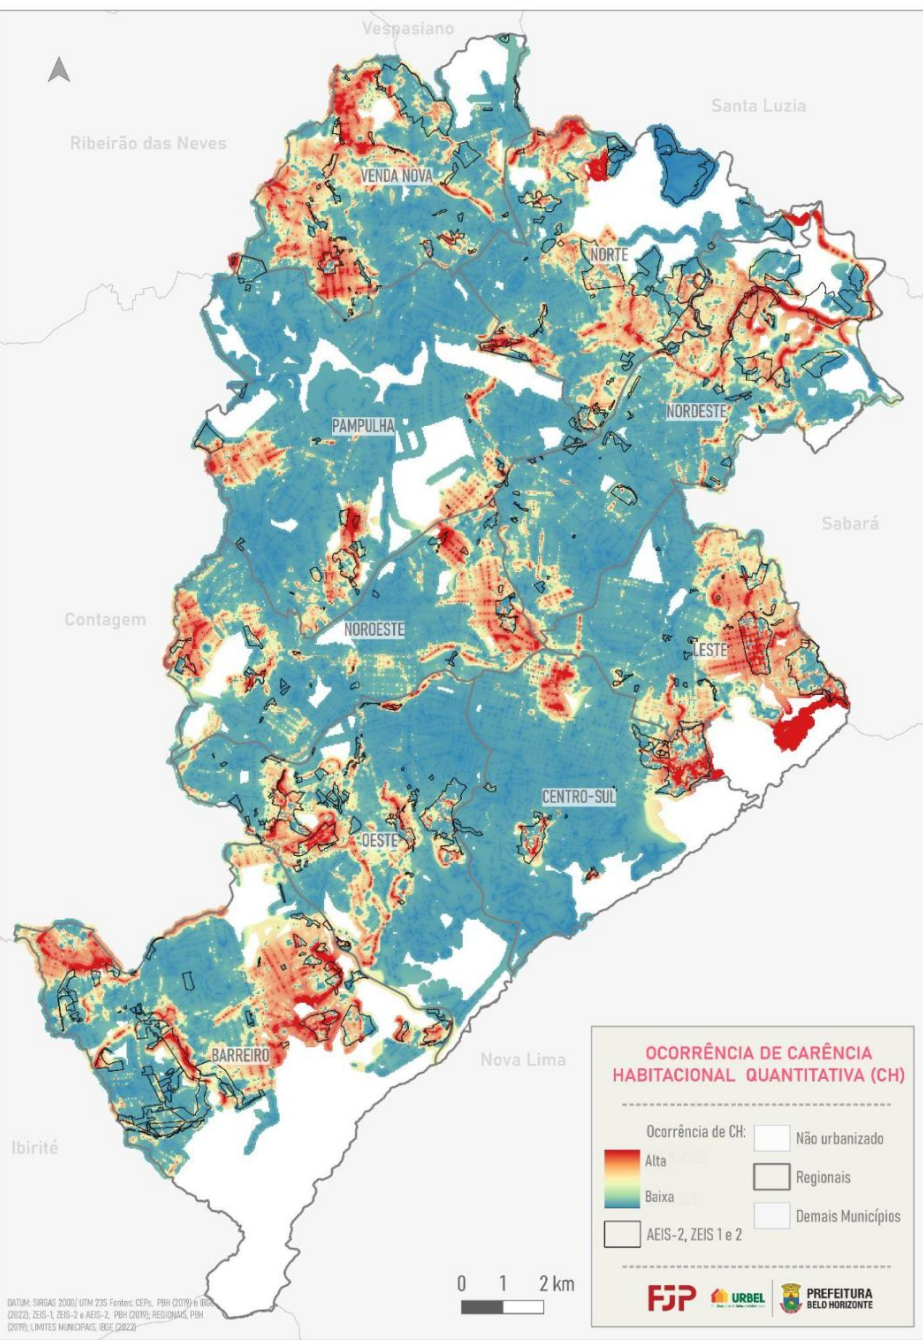 Vespasiano
Santa Luzia
Ribeirão das Neves
VENDA NOVA
NORTE
NORDESTE
PAMPULHA
Sabará
Contagem
NOROESTE
LESTE
CENTRO-SUL
OESTE
BARREIRO
Nova Lima
Ibirité
OCORRÊNCIA DE CARÊNCIA
HABITACIONAL QUANTITATIVA (CH)
Ocorrência de CH:
Alta
Baixa
AEIS-2, ZEIS 1 e 2
Não urbanizado
Regionais
Demais Municípios
0 1 2 km
FJP
URBEL
PREFEITURA
BELO HORIZONTE
DATUM: SIRGAS 2000/ UTM 23S Fontes: CEPs, PBH (2019) e IBGE
(2022); ZEIS-1, ZEIS-2 e AEIS-2, PBH (2019); REGIONAIS, PBH
(2019); LIMITES MUNICIPAIS, IBGE (2022)